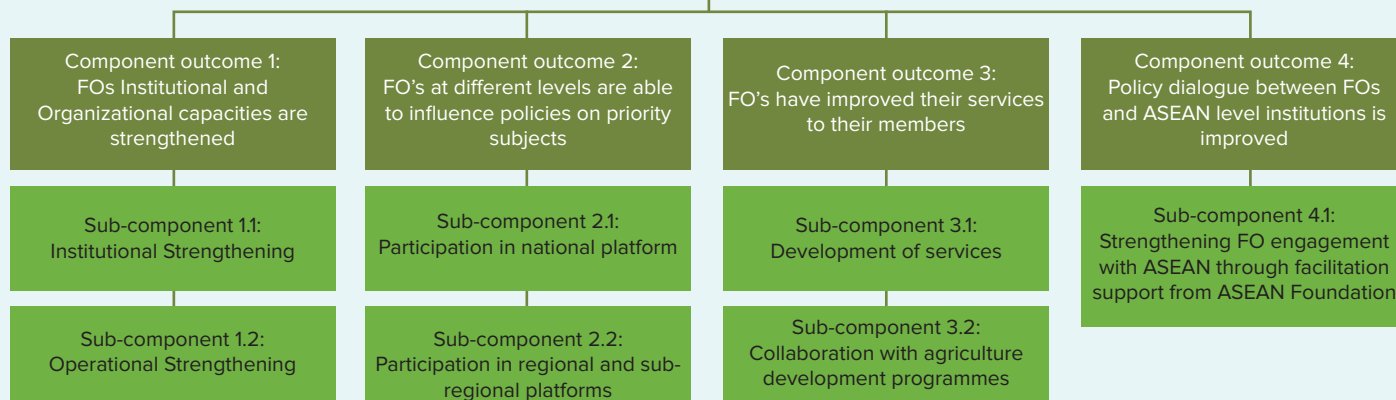 Component outcome 1:
FOs Institutional and
Organizational capacities are
strengthened
Sub-component 1.1:
Institutional Strengthening
Sub-component 1.2:
Operational Strengthening
Component outcome 2:
FO's at different levels are able
to influence policies on priority
subjects
Sub-component 2.1:
Participation in national platform
Sub-component 2.2:
Participation in regional and sub-
regional platforms
Component outcome 3:
FO's have improved their services
to their members
Sub-component 3.1:
Development of services
Sub-component 3.2:
Collaboration with agriculture
development programmes
Component outcome 4:
Policy dialogue between FOs
and ASEAN level institutions is
improved
Sub-component 4.1:
Strengthening FO engagement
with ASEAN through facilitation
support from ASEAN Foundation